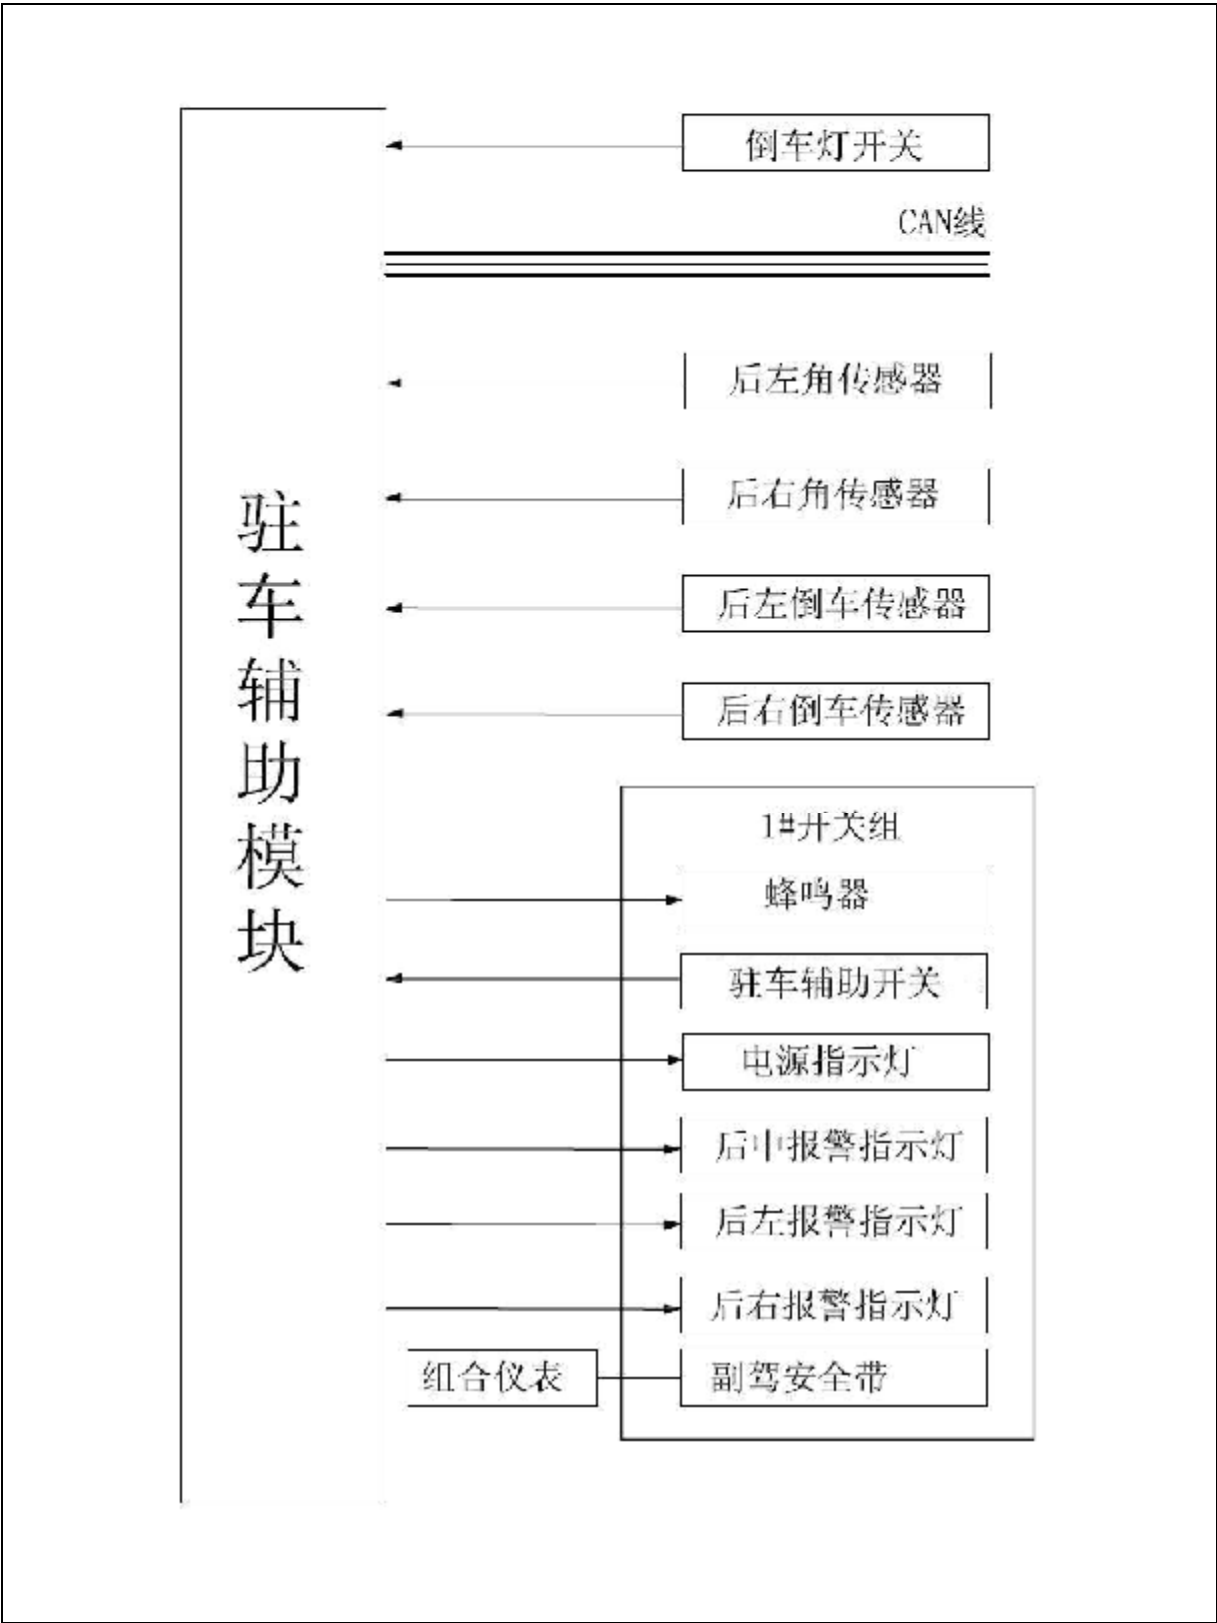 倒车灯开关
CAN线
后左角传感器
后右角传感器
后左倒车传感器
后右倒车传感器
驻车辅助模块
1#开关组
蜂鸣器
驻车辅助开关
电源指示灯
后中报警指示灯
后左报警指示灯
后右报警指示灯
组合仪表
副驾安全带